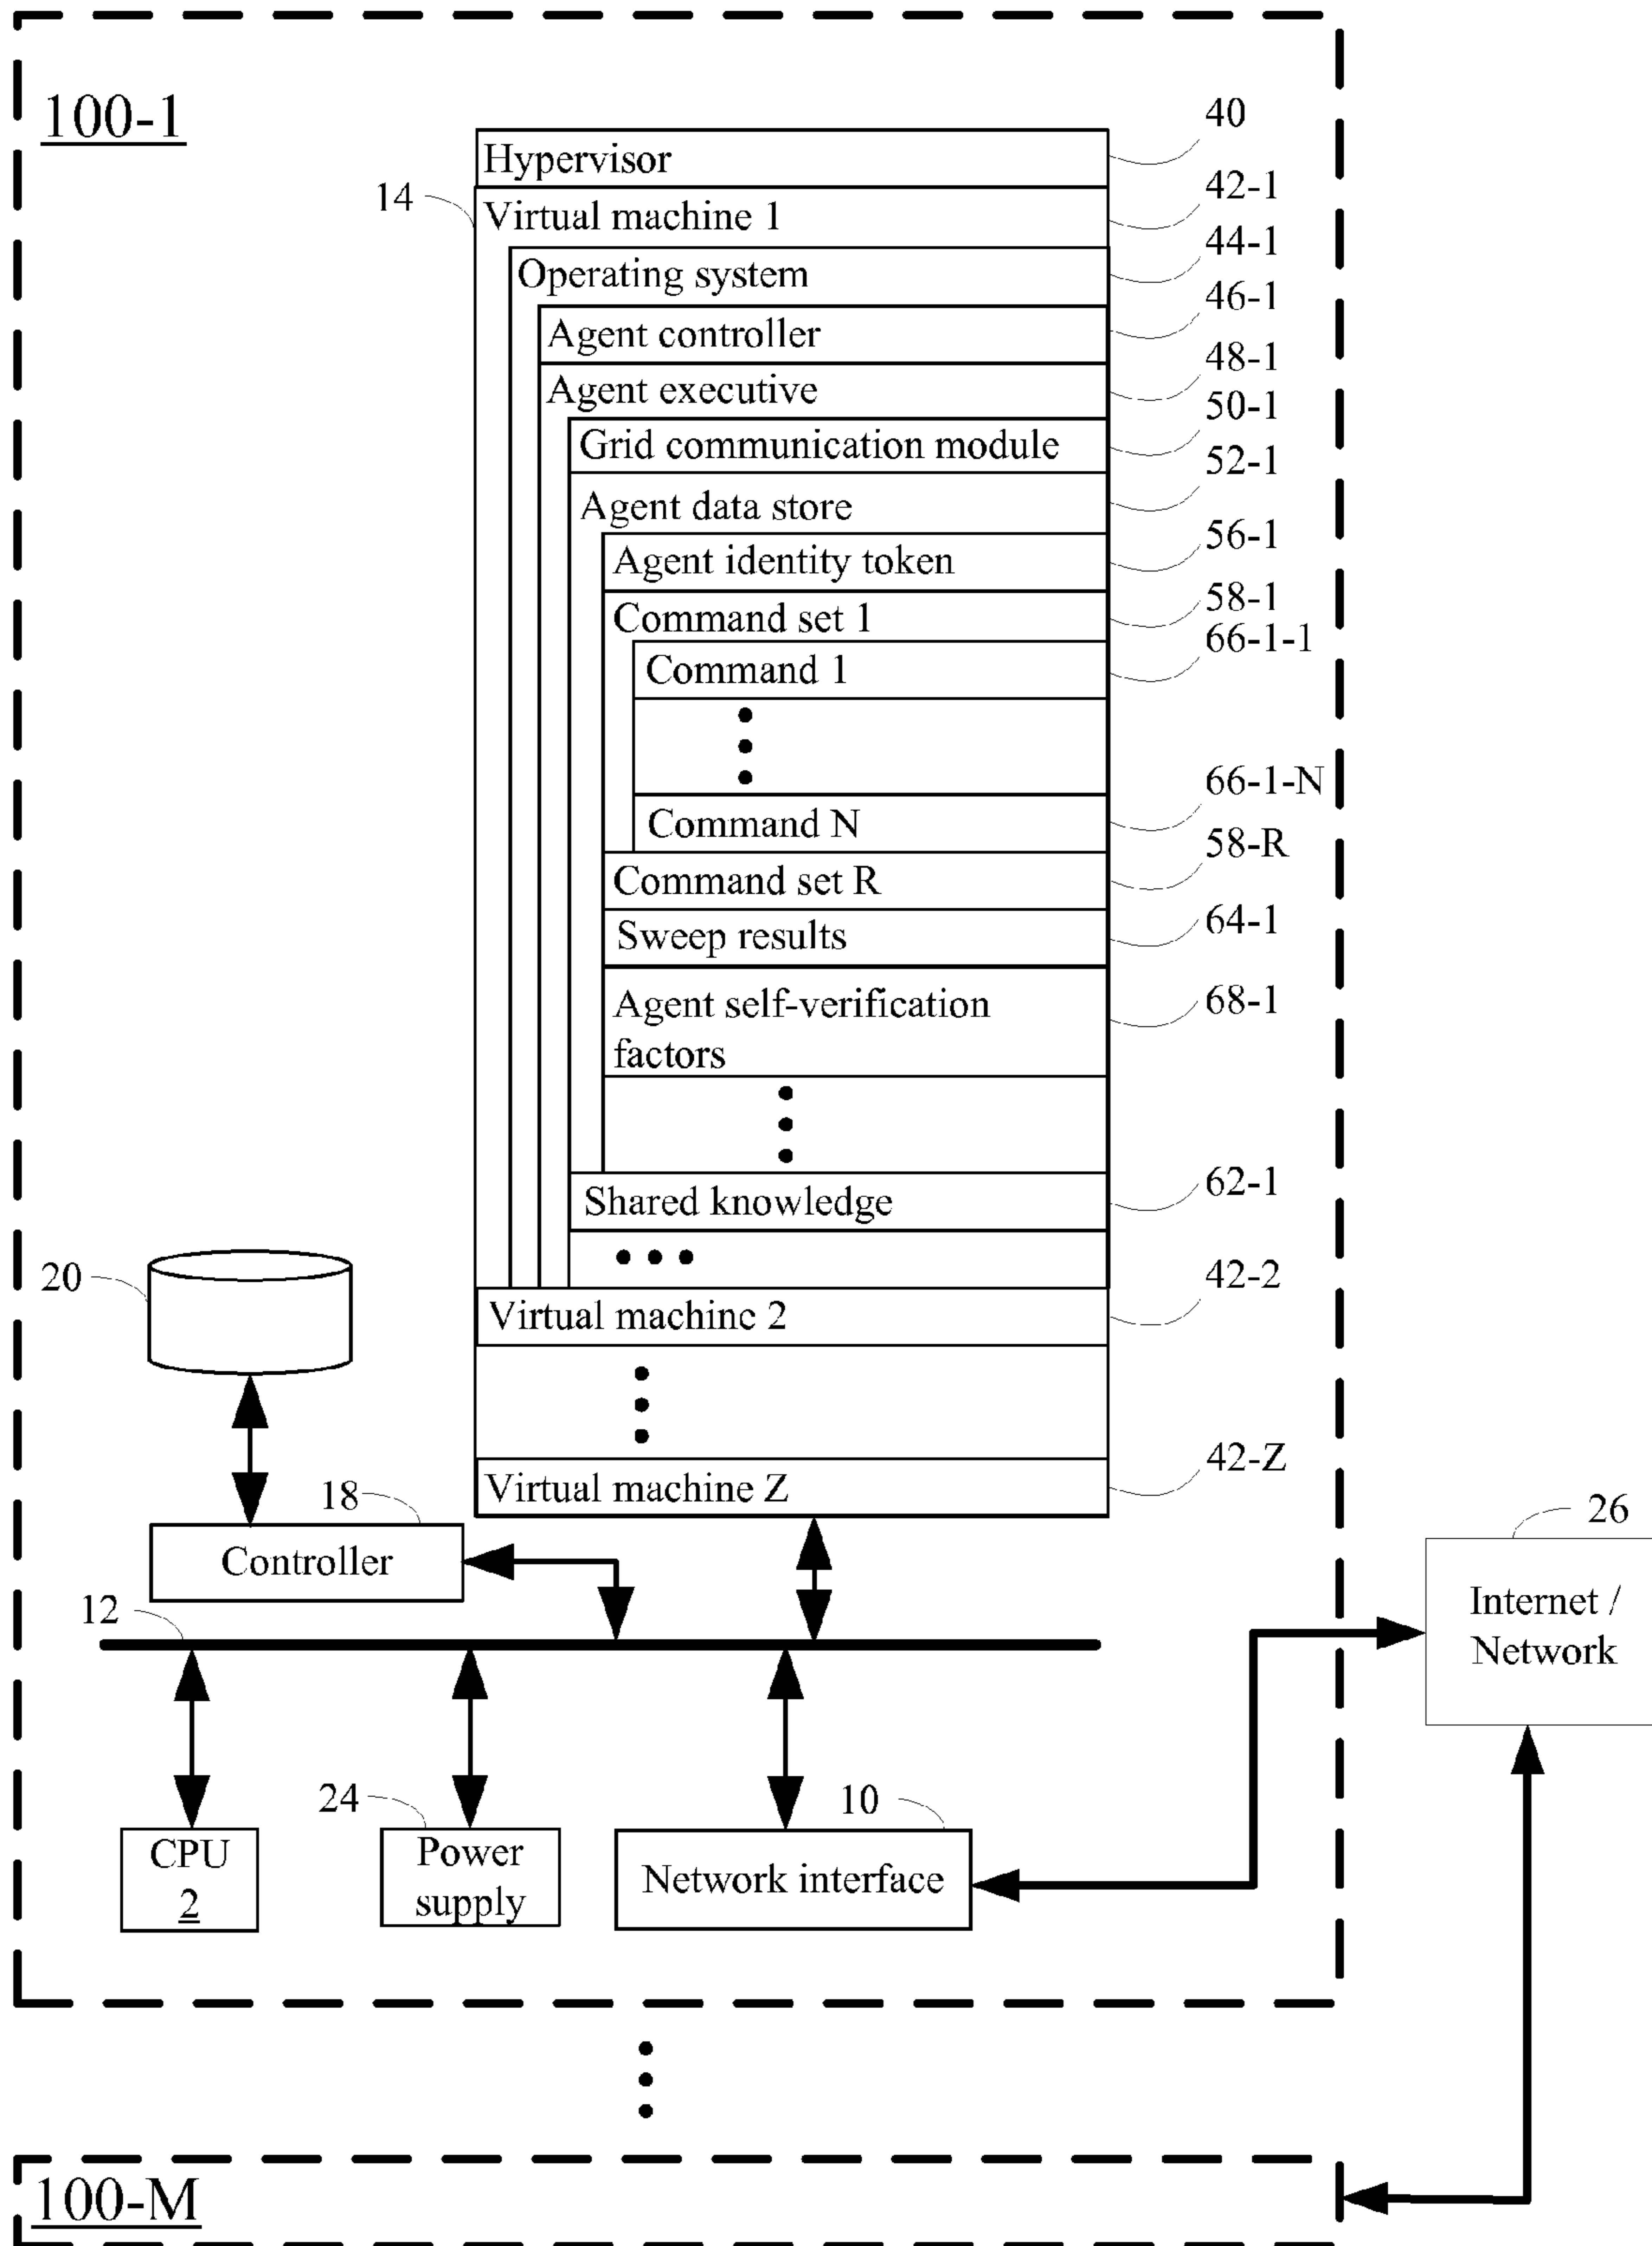 100-1
40
Hypervisor
14
42-1
Virtual machine 1
44-1
Operating system
46-1
Agent controller
48-1
Agent executive
50-1
Grid communication module
52-1
Agent data store
56-1
Agent identity token
58-1
Command set 1
66-1-1
Command 1
66-1-N
Command N
58-R
Command set R
64-1
Sweep results
68-1
Agent self-verification
factors
62-1
Shared knowledge
20
42-2
Virtual machine 2
42-Z
Virtual machine Z
18
Controller
26
Internet /
Network
12
24
10
CPU
2
Power
supply
Network interface
100-M